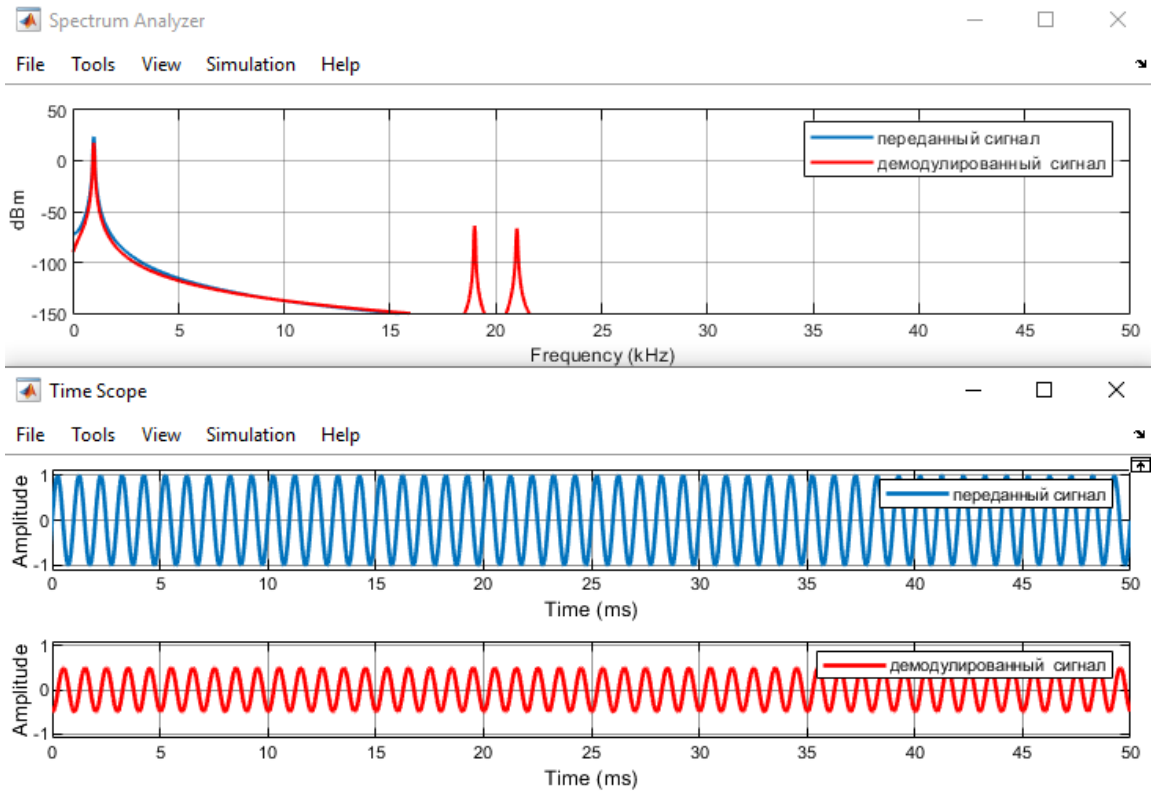 Spectrum Analyzer
File Tools View Simulation Help
50
0
-50
-100
-150
dBm
переданный сигнал
демодулированный сигнал
0 5 10 15 20 25 30 35 40 45 50
Frequency (kHz)
Time Scope
File Tools View Simulation Help
1
0
-1
Amplitude
переданный сигнал
0 5 10 15 20 25 30 35 40 45 50
Time (ms)
1
0
-1
Amplitude
демодулированный сигнал
0 5 10 15 20 25 30 35 40 45 50
Time (ms)